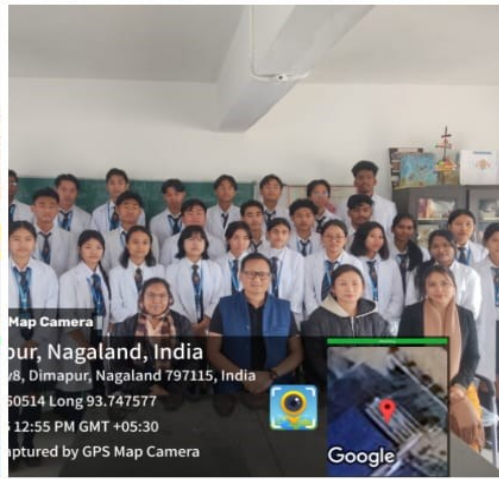 Map Camera
pur, Nagaland, India
v8, Dimapur, Nagaland 797115, India
50514 Long 93.747577
12:55 PM GMT +05:30
aptured by GPS Map Camera
Google